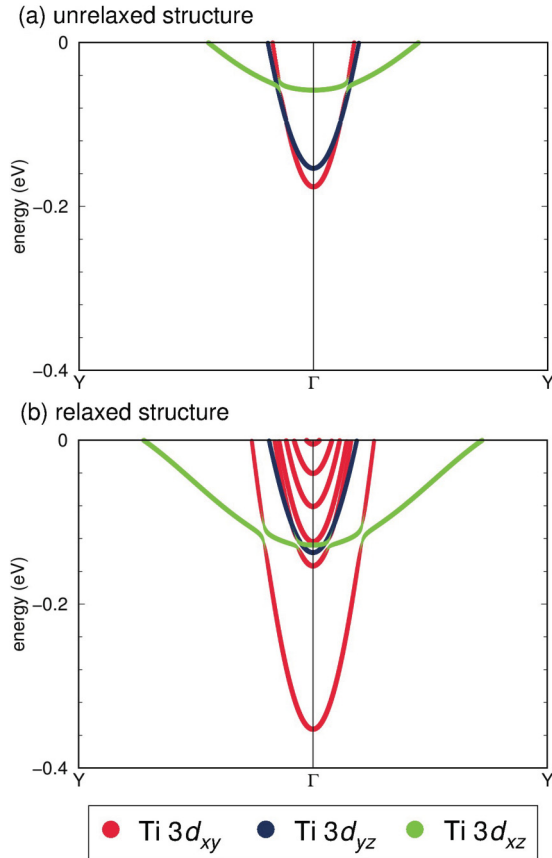 (a) unrelaxed structure
0
−0.2
−0.4
energy (eV)
Y Γ Y
(b) relaxed structure
0
−0.2
−0.4
energy (eV)
Y Γ Y
Ti 3dxy Ti 3dyz Ti 3dxz